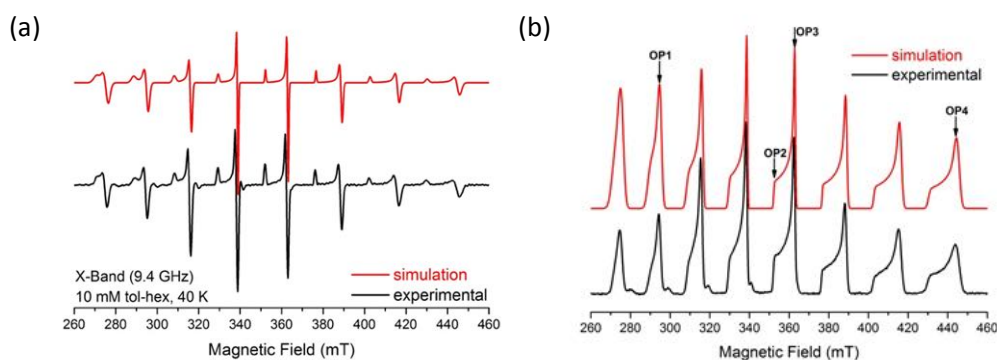 (a)
simulation
experimental
X-Band (9.4 GHz)
10 mM tol-hex, 40 K
simulation
experimental
260 280 300 320 340 360 380 400 420 440 460
Magnetic Field (mT)
(b)
OP1
OP2
OP3
OP4
simulation
experimental
260 280 300 320 340 360 380 400 420 440 460
Magnetic Field (mT)